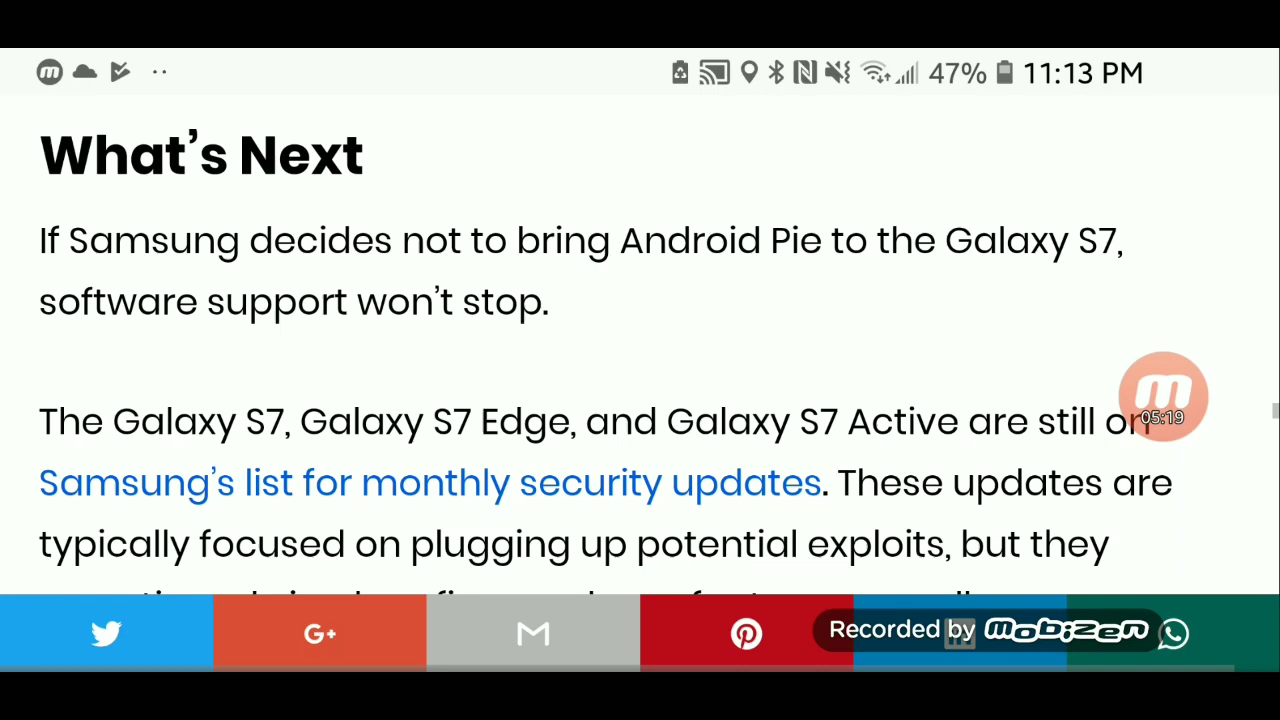 47% 11:13 PM
What's Next
If Samsung decides not to bring Android Pie to the Galaxy S7,
software support won't stop.
The Galaxy S7, Galaxy S7 Edge, and Galaxy S7 Active are still on
05:19
Samsung's list for monthly security updates. These updates are
typically focused on plugging up potential exploits, but they
G+
Recorded by mobizen